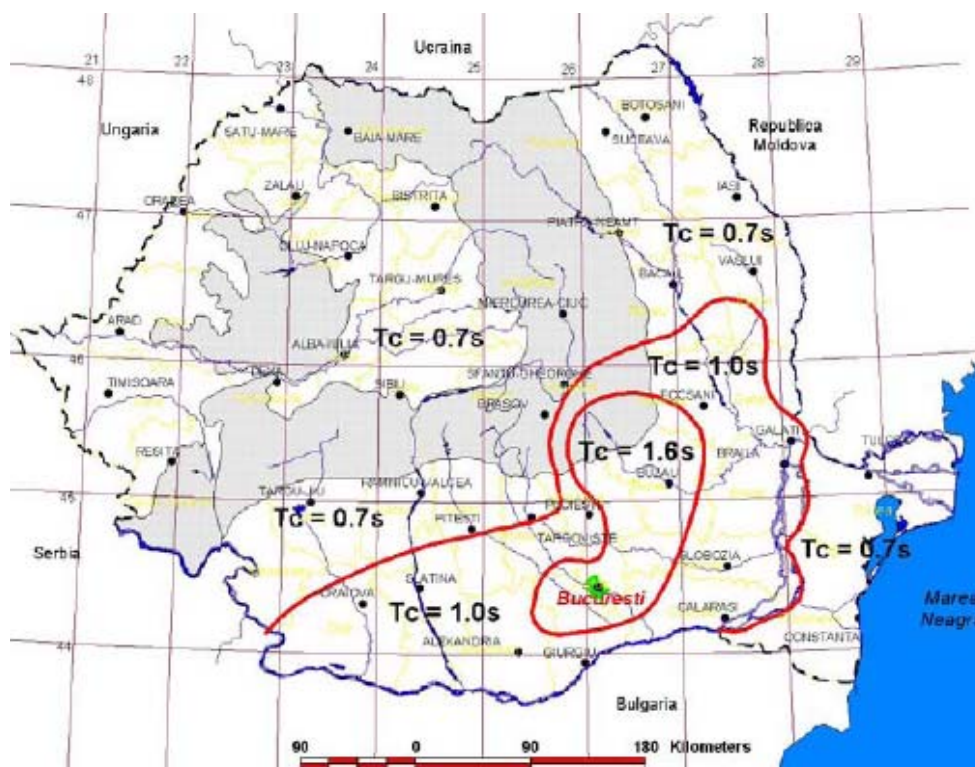 Ucraina
21
22
23
24
25
26
27
28
29
48
BOTOSANI
Ungaria
SATU-MARE
BAIA-MARE
SUCEAVA
Republica
Moldova
ZALAU
BISTRITA
IASI
ORADEA
47
PIATRA-NEAMT
Tc = 0.7s
CLUJ-NAPOCA
VASLUI
BACAU
TARGU-MURES
MIERCUREA-CIUC
ARAD
Tc = 0.7s
ALBA-IULIA
46
Tc = 1.0s
DEVA
SFANTU-GHEORGHE
TIMISOARA
SIBIU
FOCSANI
BRASOV
GALATI
RESITA
Tc = 1.6s
BRAILA
BUZAU
RAMNICU-VALCEA
45
TARGU-JIU
PLOIESTI
Tc = 0.7s
PITESTI
TARGOVISTE
Serbia
Tc = 0.7s
SLOBOZIA
SLATINA
Bucuresti
CRAIOVA
Tc = 1.0s
CALARASI
Marea
ALEXANDRIA
CONSTANTA
44
GIURGIU
Bulgaria
90
0
90
180 Kilometers